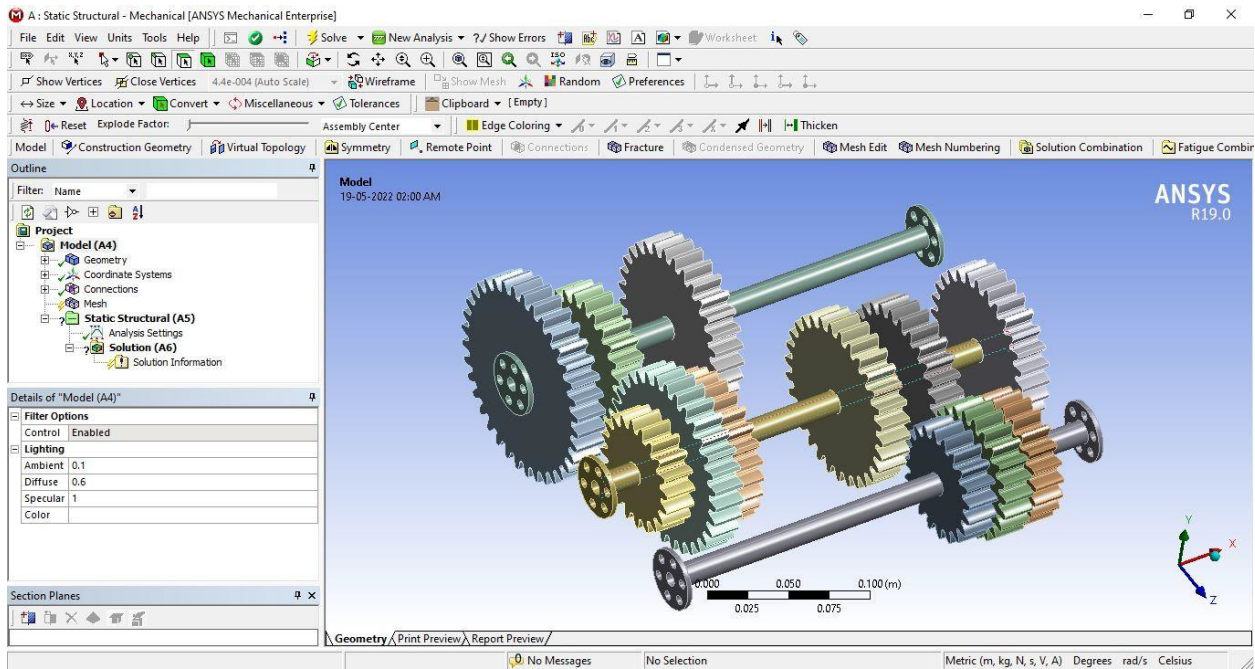 A : Static Structural - Mechanical [ANSYS Mechanical Enterprise]
File Edit View Units Tools Help Solve New Analysis ?/ Show Errors Worksheet
Show Vertices Close Vertices 4.4e-004 (Auto Scale) Wireframe Show Mesh Random Preferences
Size Location Convert Miscellaneous Tolerances Clipboard [Empty]
Reset Explode Factor: Assembly Center Edge Coloring Thicken
Model Construction Geometry Virtual Topology Symmetry Remote Point Connections Fracture Condensed Geometry Mesh Edit Mesh Numbering Solution Combination Fatigue Combin
Outline
Filter: Name
Project
Model (A4)
Geometry
Coordinate Systems
Connections
Mesh
Static Structural (A5)
Analysis Settings
Solution (A6)
Solution Information
Details of "Model (A4)"
Filter Options
Control Enabled
Lighting
Ambient 0.1
Diffuse 0.6
Specular 1
Color
Section Planes
Model
19-05-2022 02:00 AM
ANSYS
R19.0
0.000 0.050 0.100 (m)
0.025 0.075
Y
X
Z
Geometry Print Preview Report Preview
0 No Messages No Selection Metric (m, kg, N, s, V, A) Degrees rad/s Celsius